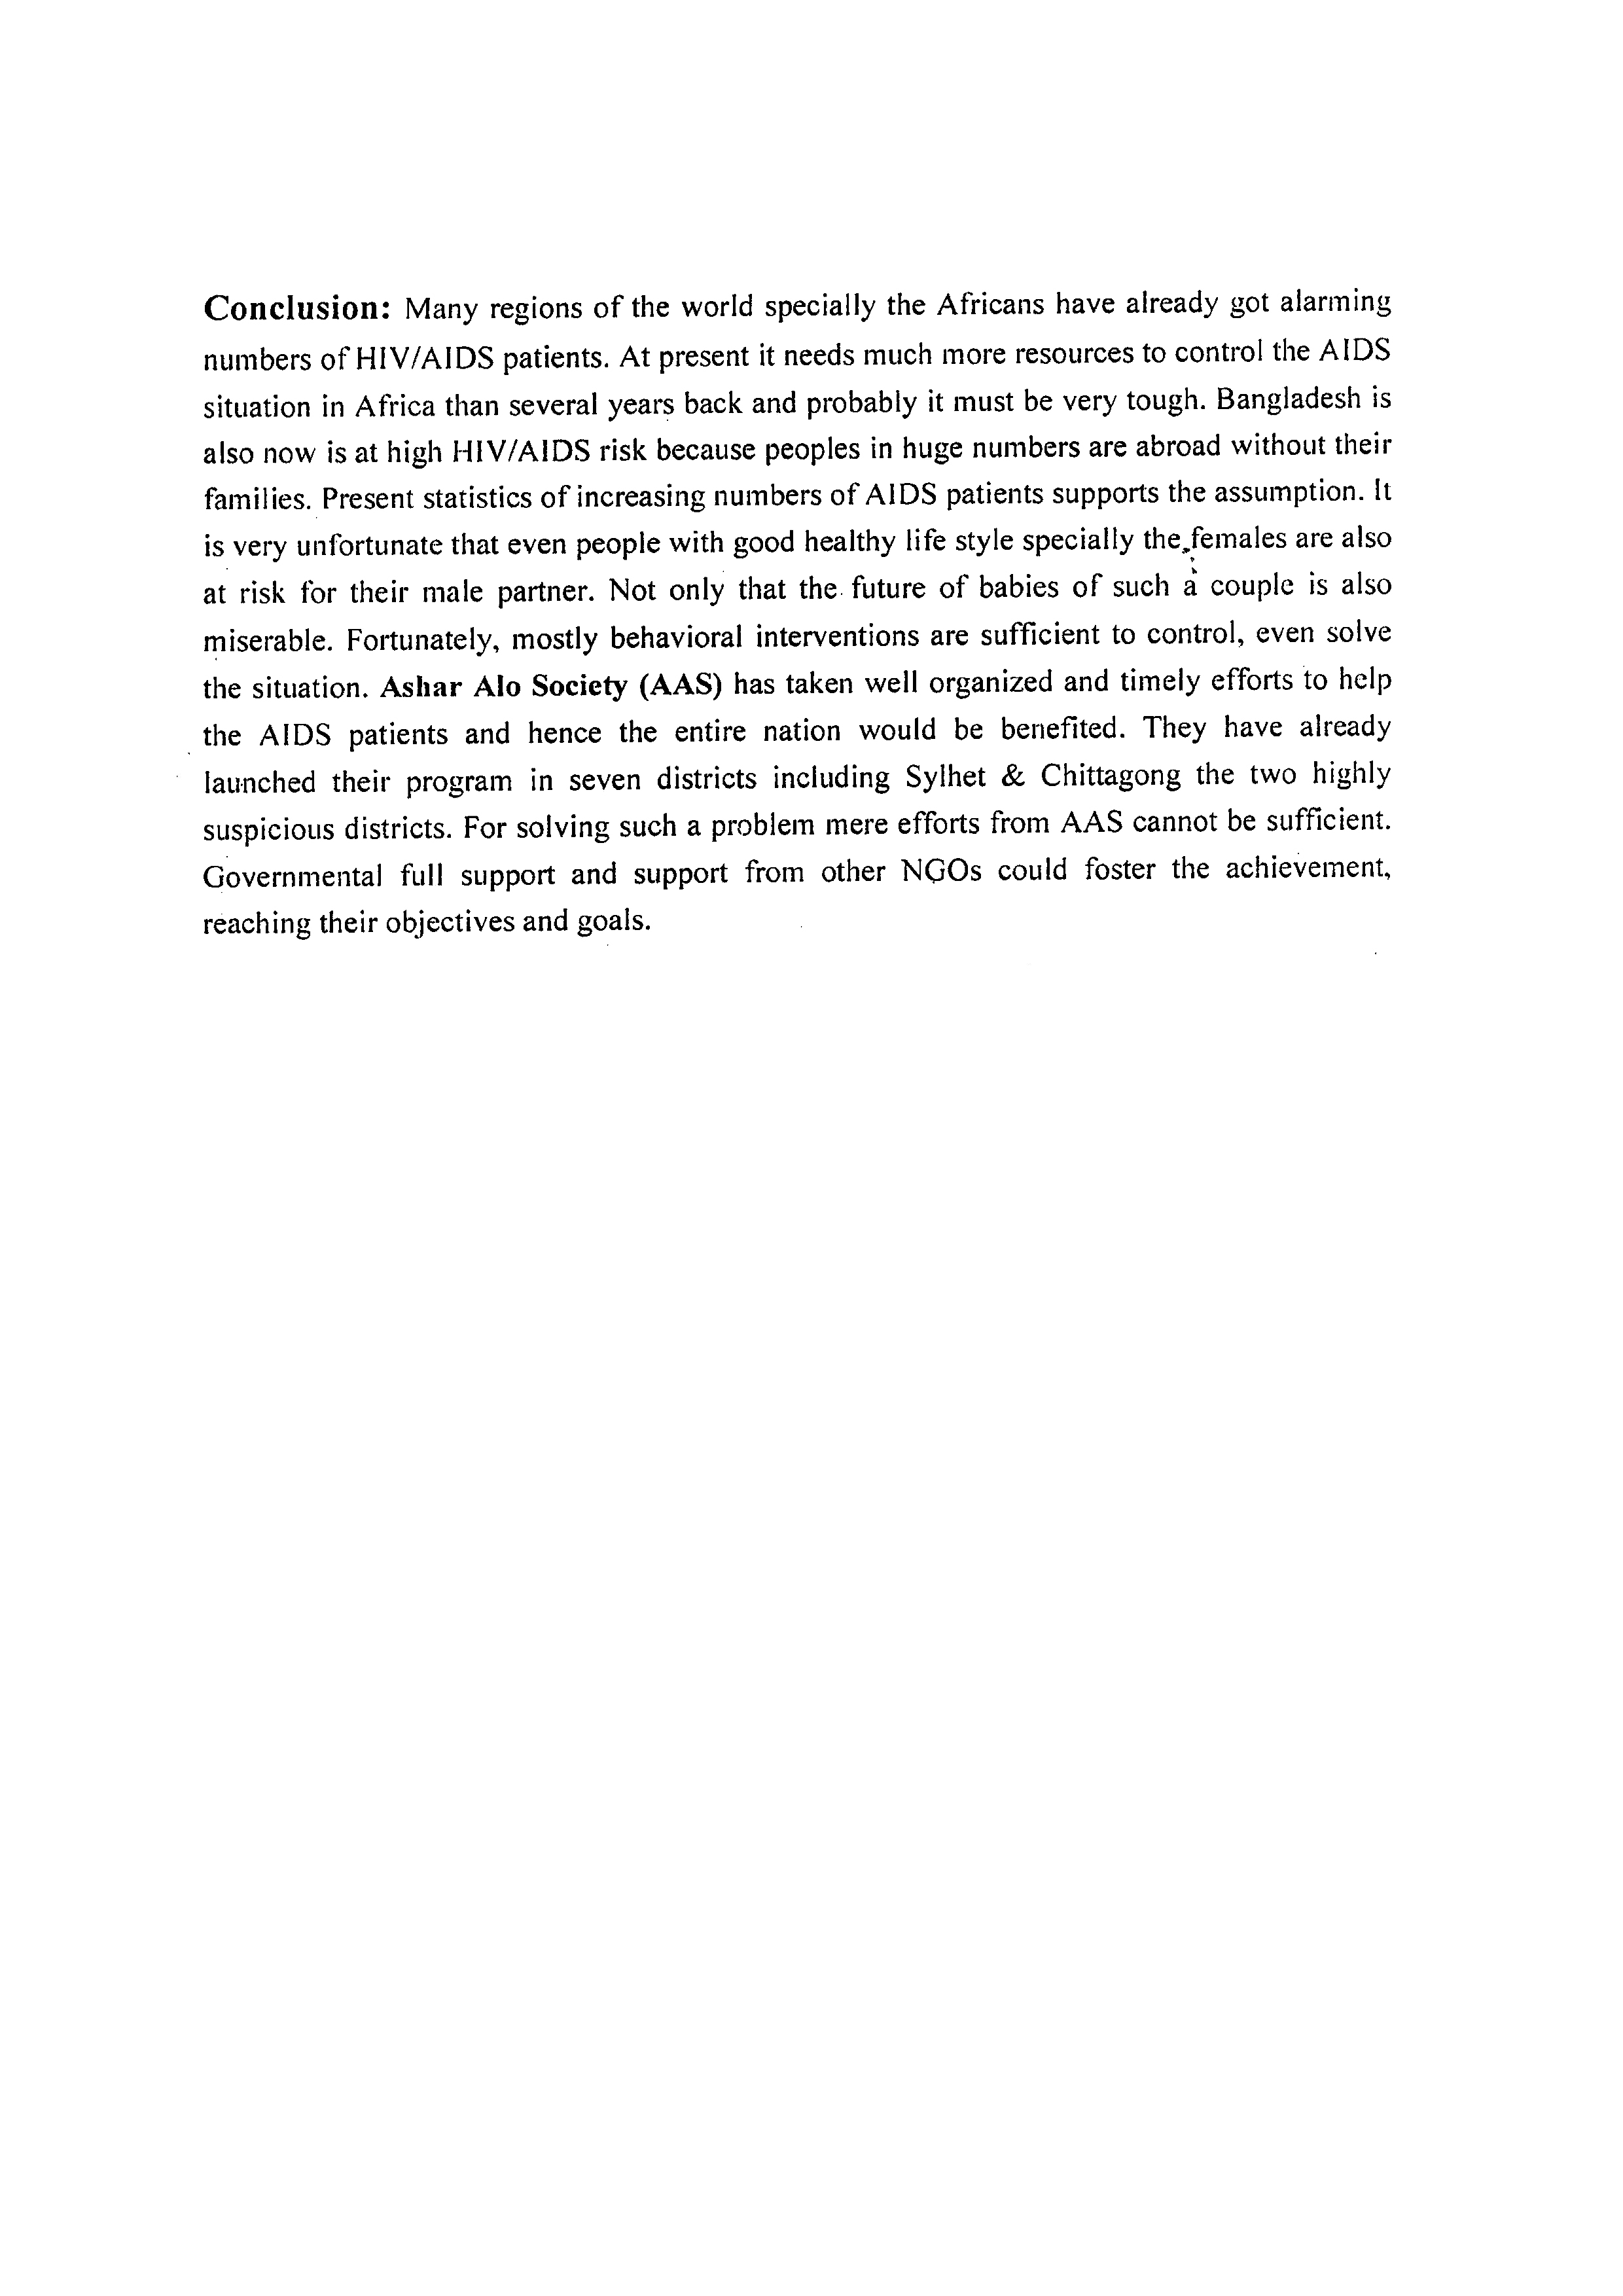 Conclusion: Many regions of the world specially the Africans have already got alarming
numbers of HIV/AIDS patients. At present it needs much more resources to control the AIDS
situation in Africa than several years back and probably it must be very tough. Bangladesh is
also now is at high HIV/AIDS risk because peoples in huge numbers are abroad without their
families. Present statistics of increasing numbers of AIDS patients supports the assumption. It
is very unfortunate that even people with good healthy life style specially the females are also
at risk for their male partner. Not only that the future of babies of such a couple is also
miserable. Fortunately, mostly behavioral interventions are sufficient to control, even solve
the situation. Ashar Alo Society (AAS) has taken well organized and timely efforts to help
the AIDS patients and hence the entire nation would be benefited. They have already
launched their program in seven districts including Sylhet & Chittagong the two highly
suspicious districts. For solving such a problem mere efforts from AAS cannot be sufficient.
Governmental full support and support from other NGOs could foster the achievement,
reaching their objectives and goals.